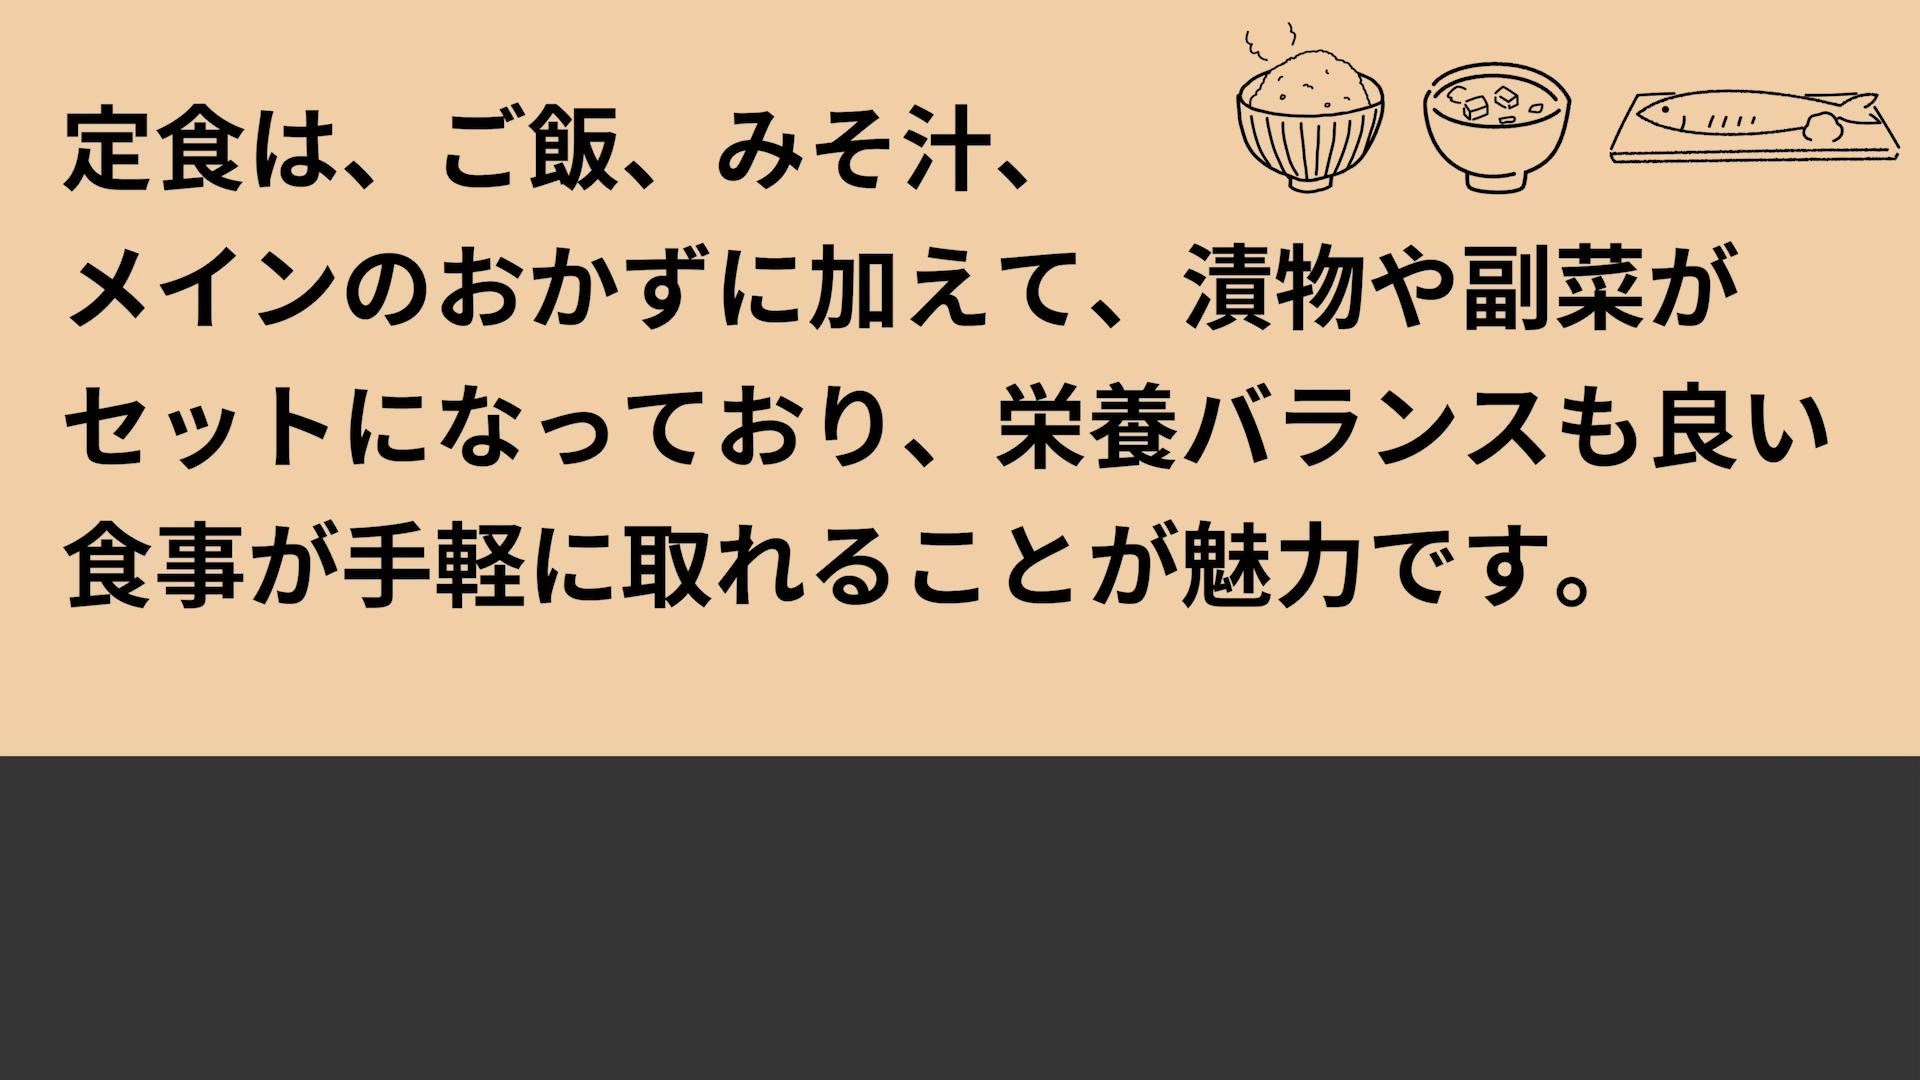 定食は、ご飯、みそ汁、
メインのおかずに加えて、漬物や副菜が
セットになっており、栄養バランスも良い
食事が手軽に取れることが魅力です。